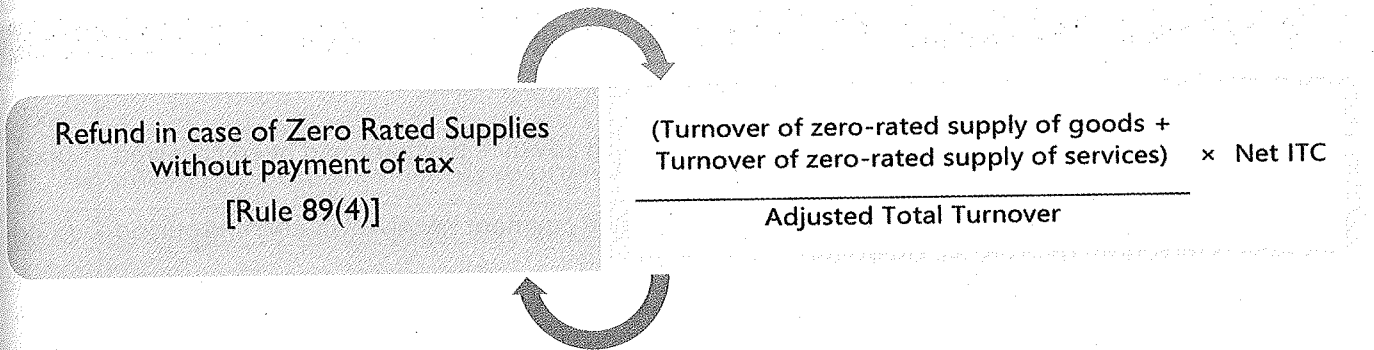 Refund in case of Zero Rated Supplies
without payment of tax
[Rule 89(4)]
(Turnover of zero-rated supply of goods +
Turnover of zero-rated supply of services) × Net ITC
Adjusted Total Turnover